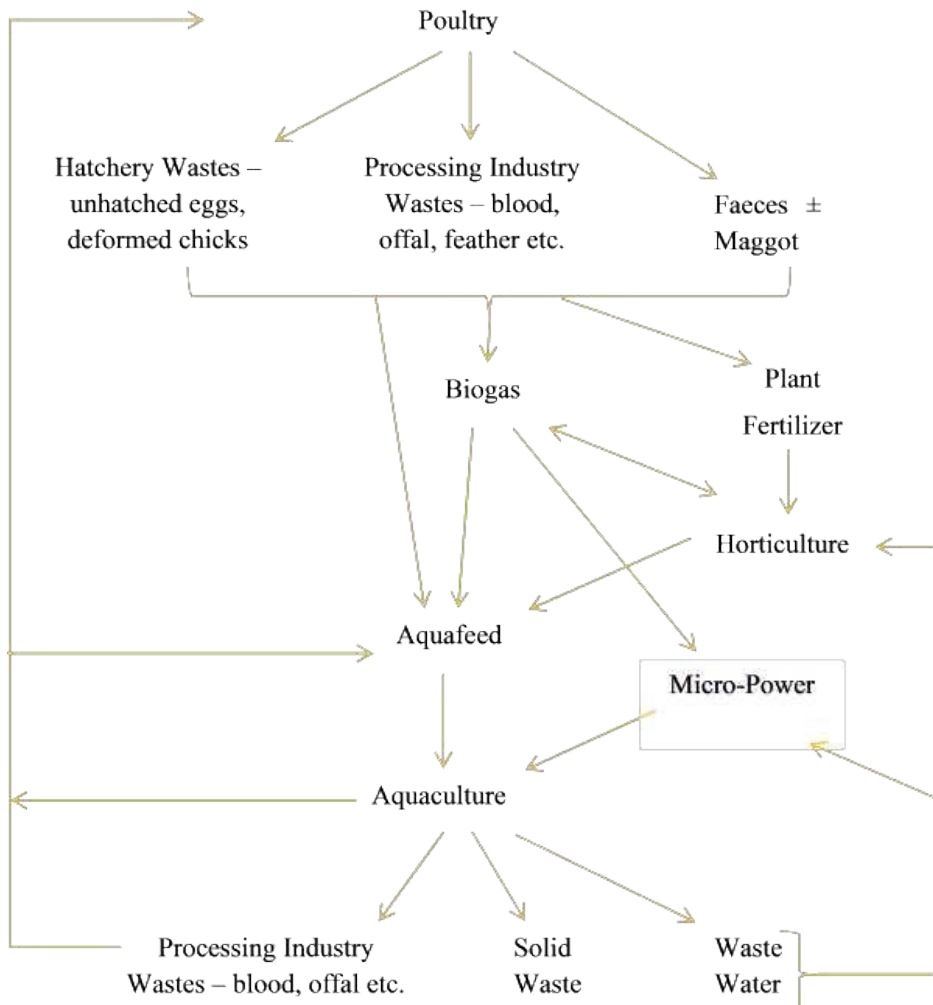 Poultry
Hatchery Wastes –
unhatched eggs,
deformed chicks
Processing Industry
Wastes – blood,
offal, feather etc.
Faeces ±
Maggot
Biogas
Plant
Fertilizer
Horticulture
Aquafeed
Micro-Power
Aquaculture
Processing Industry
Wastes – blood, offal etc.
Solid
Waste
Waste
Water